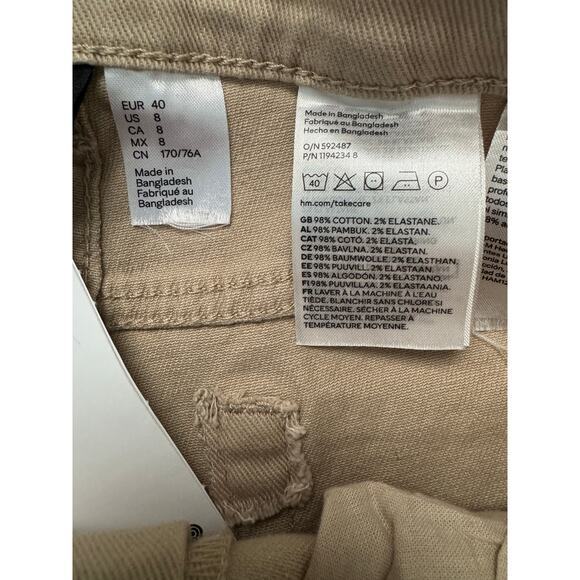 EUR 40
US 8
CA 8
MX 8
CN 170/76A
Made in
Bangladesh
Fabriqué au
Bangladesh
Made in Bangladesh
Fabriqué au Bangladesh
Hecho en Bangladesh
O/N 592487
P/N 1194234 8
40
P
hm.com/takecare
GB 98% COTTON. 2% ELASTANE.
AL 98% PAMBUK. 2% ELASTAN.
CAT 98% COTÓ. 2% ELASTÀ.
CZ 98% BAVLNA. 2% ELASTAN.
DE 98% BAUMWOLLE. 2% ELASTHAN.
EE 98% PUUVILL. 2% ELASTAAN.
ES 98% ALGODÓN. 2% ELASTANO.
FI 98% PUUVILLAA. 2% ELASTAANIA.
FR LAVER À LA MACHINE À L'EAU
TIÈDE. BLANCHIR SANS CHLORE SI
NÉCESSAIRE. SÉCHER À LA MACHINE
CYCLE MOYEN. REPASSER À
TEMPÉRATURE MOYENNE.